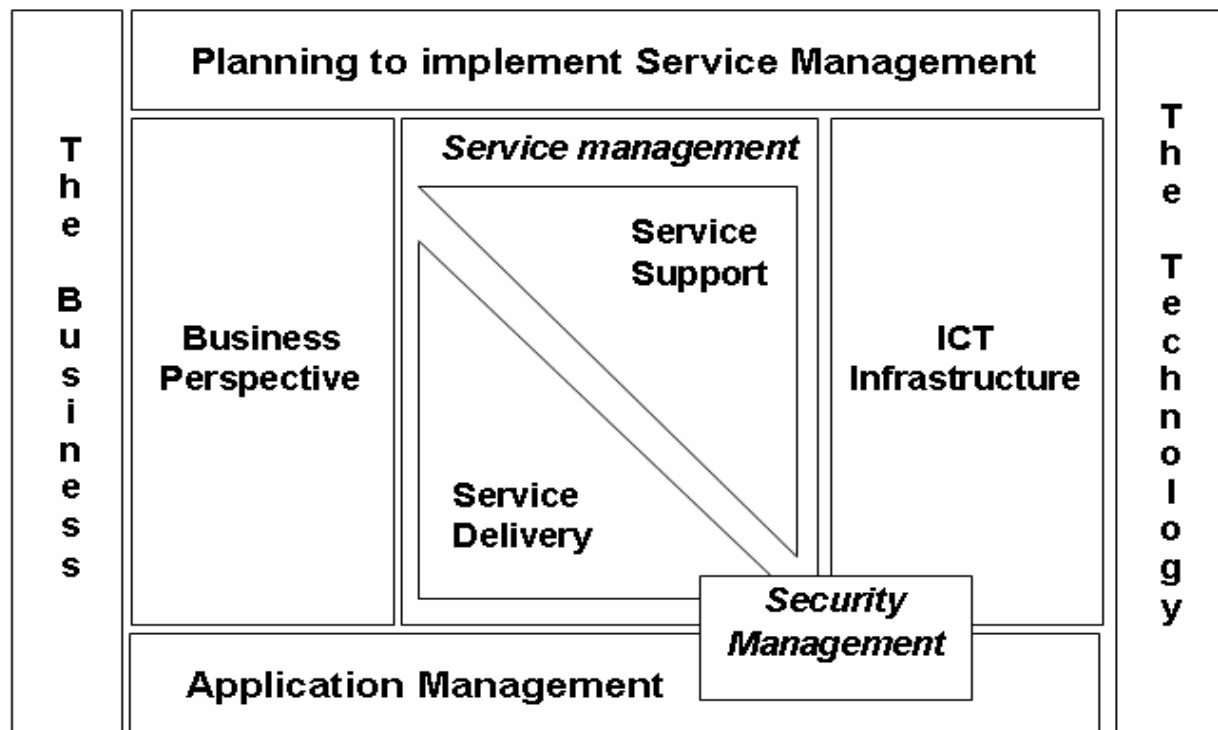 The Business
Planning to implement Service Management
The Technology
Service management
Business
Perspective
Service
Support
Service
Delivery
ICT
Infrastructure
Security
Management
Application Management